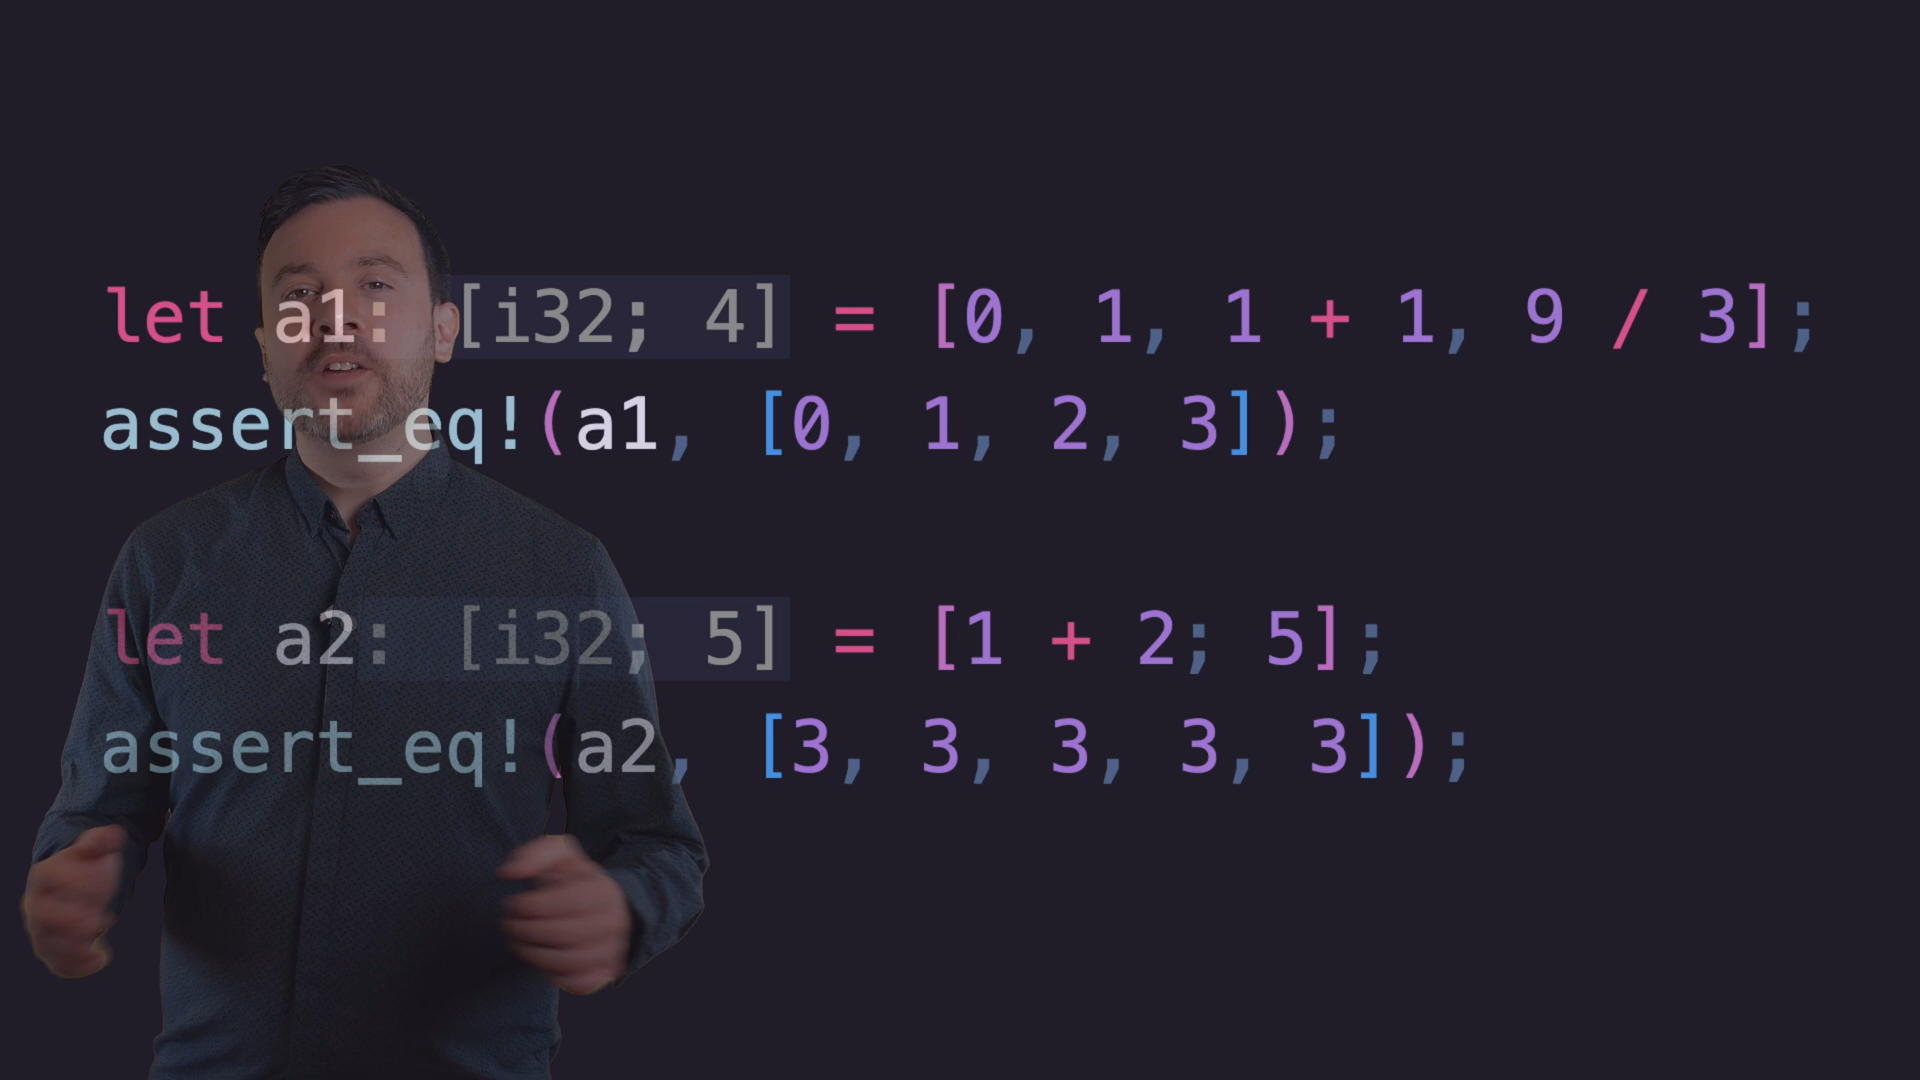 let a1: [i32; 4] = [0, 1, 1 + 1, 9 / 3];
assert_eq!(a1, [0, 1, 2, 3]);
let a2: [i32; 5] = [1 + 2; 5];
assert_eq!(a2, [3, 3, 3, 3, 3]);